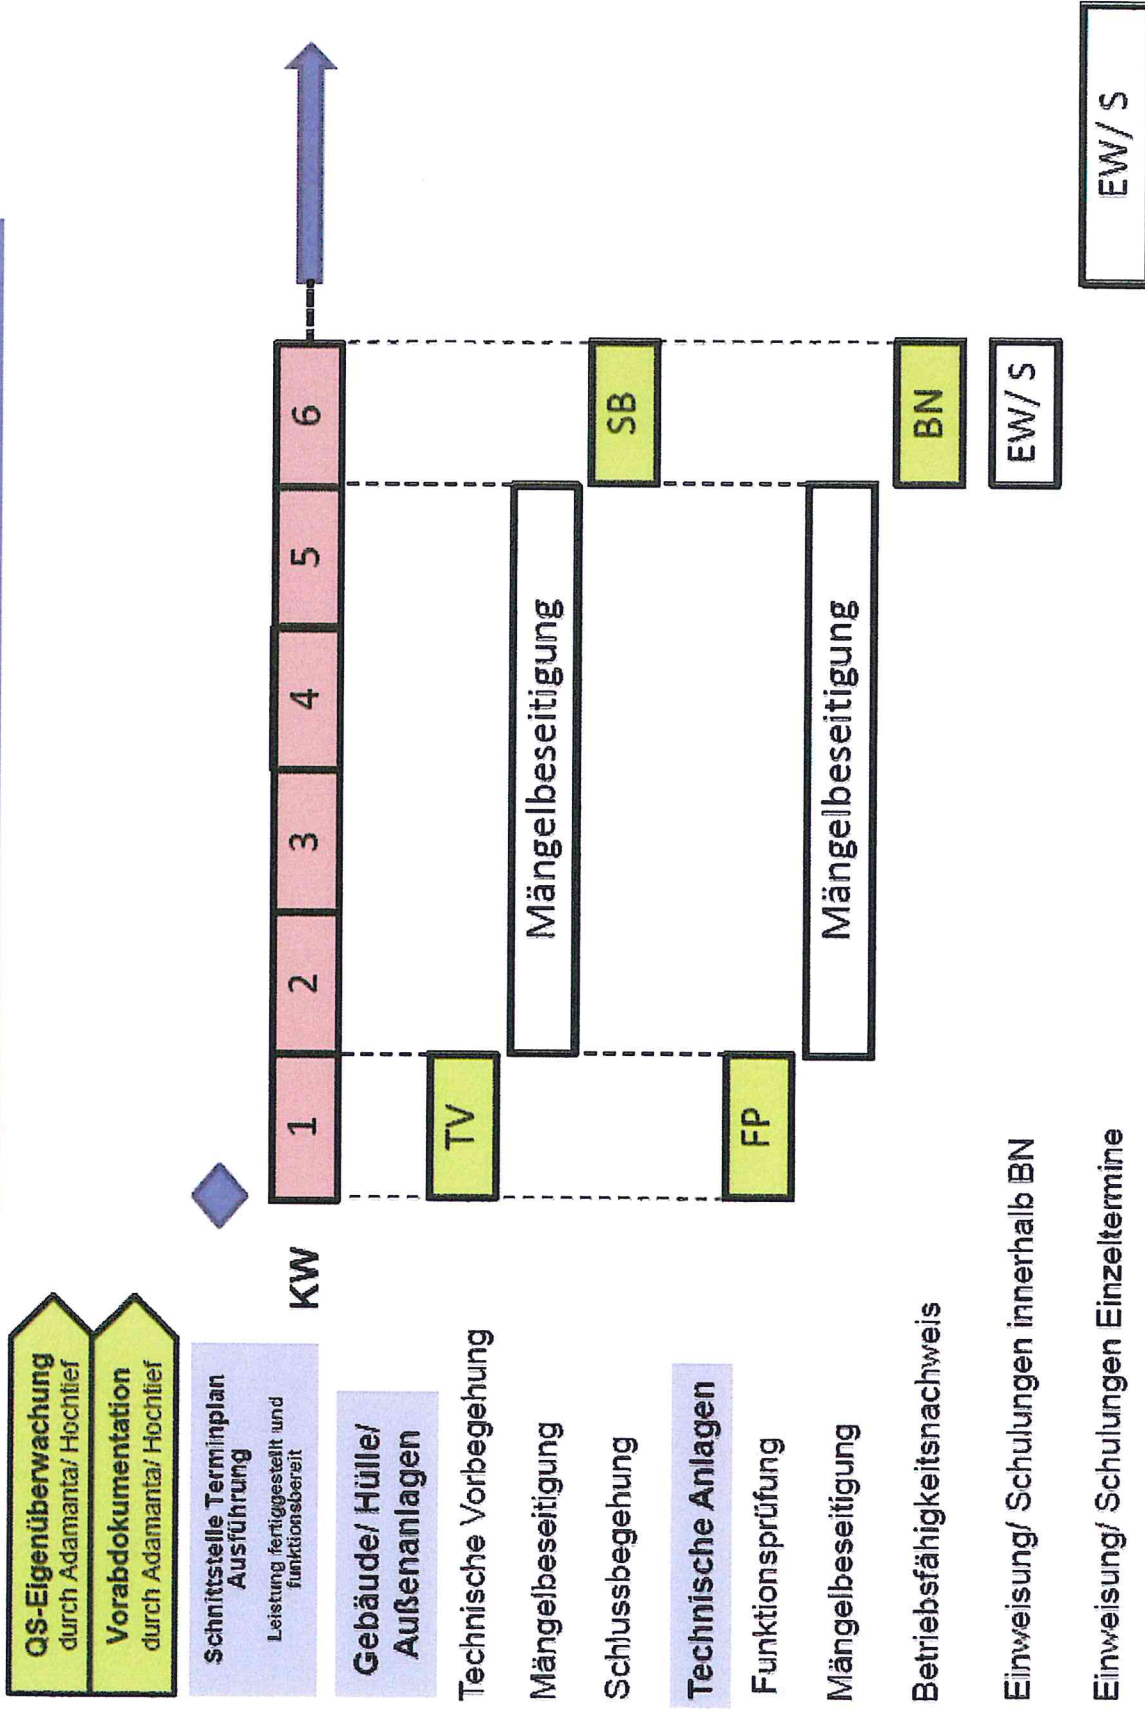 QS-Eigenüberwachung
durch Adamanta/ Hochtief
Vorabdokumentation
durch Adamanta/ Hochtief
Schnittstelle Terminplan
Ausführung
Leistung fertiggestellt und
funktionsbereit
KW
1 2 3 4 5 6
Gebäude/ Hülle/
Außenanlagen
Technische Vorbegehung
TV
Mängelbeseitigung
Mängelbeseitigung
Schlussbegehung
SB
Technische Anlagen
Funktionsprüfung
FP
Mängelbeseitigung
Mängelbeseitigung
Betriebsfähigkeitsnachweis
BN
Einweisung/ Schulungen innerhalb BN
EW/ S
Einweisung/ Schulungen Einzeltermine
EW/ S